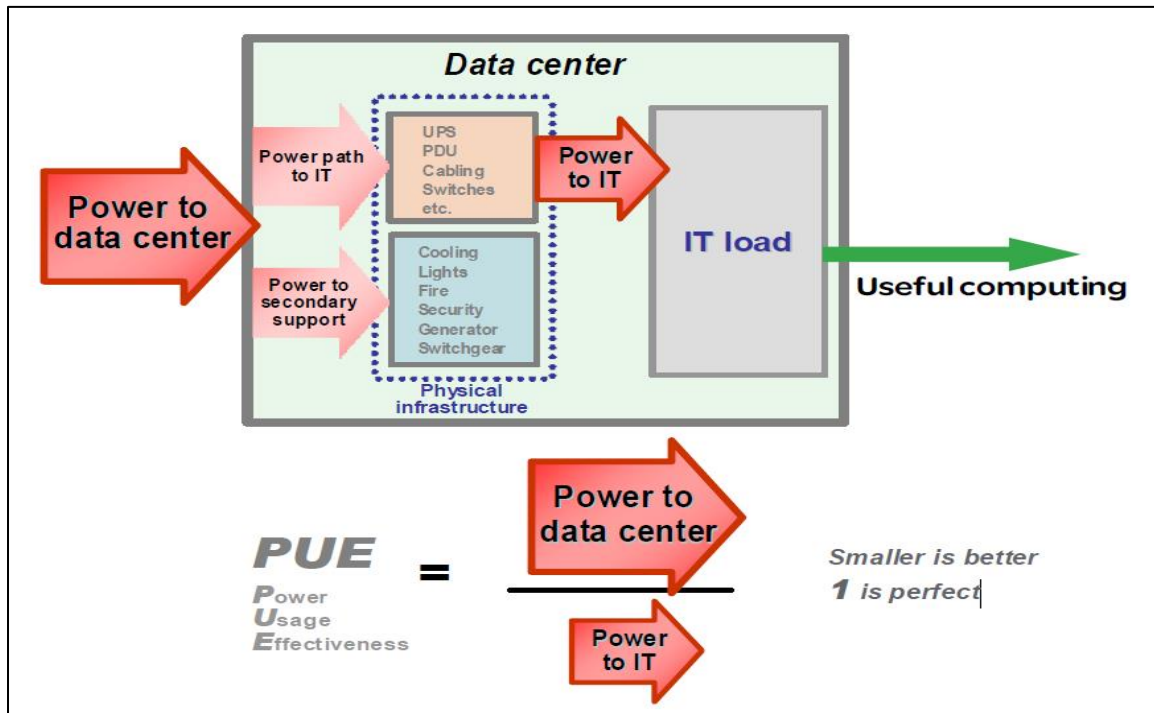 Data center
Power to
data center
Power path
to IT
UPS
PDU
Cabling
Switches
etc.
Power
to IT
IT load
Useful computing
Power to
secondary
support
Cooling
Lights
Fire
Security
Generator
Switchgear
Physical
infrastructure
PUE
Power
Usage
Effectiveness
=
Power to
data center
Power
to IT
Smaller is better
1 is perfect